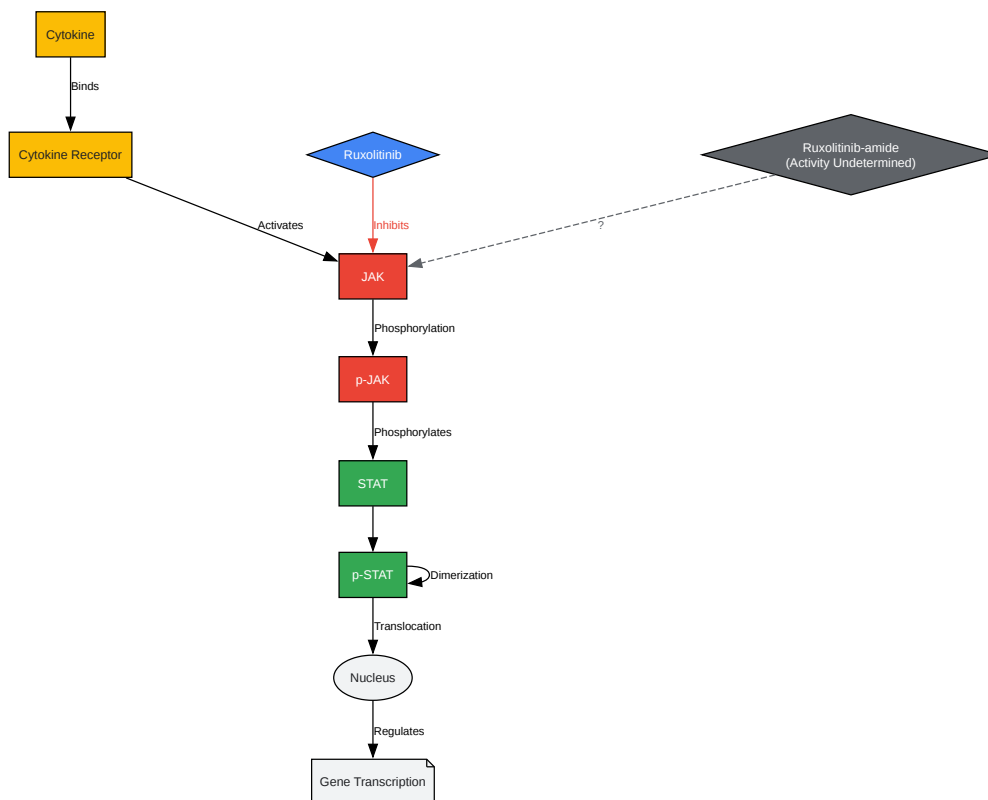 Cytokine
Binds
Cytokine Receptor
Ruxolitinib
Ruxolitinib-amide
(Activity Undetermined)
Activates
Inhibits
?
JAK
Phosphorylation
p-JAK
Phosphorylates
STAT
p-STAT
Dimerization
Translocation
Nucleus
Regulates
Gene Transcription